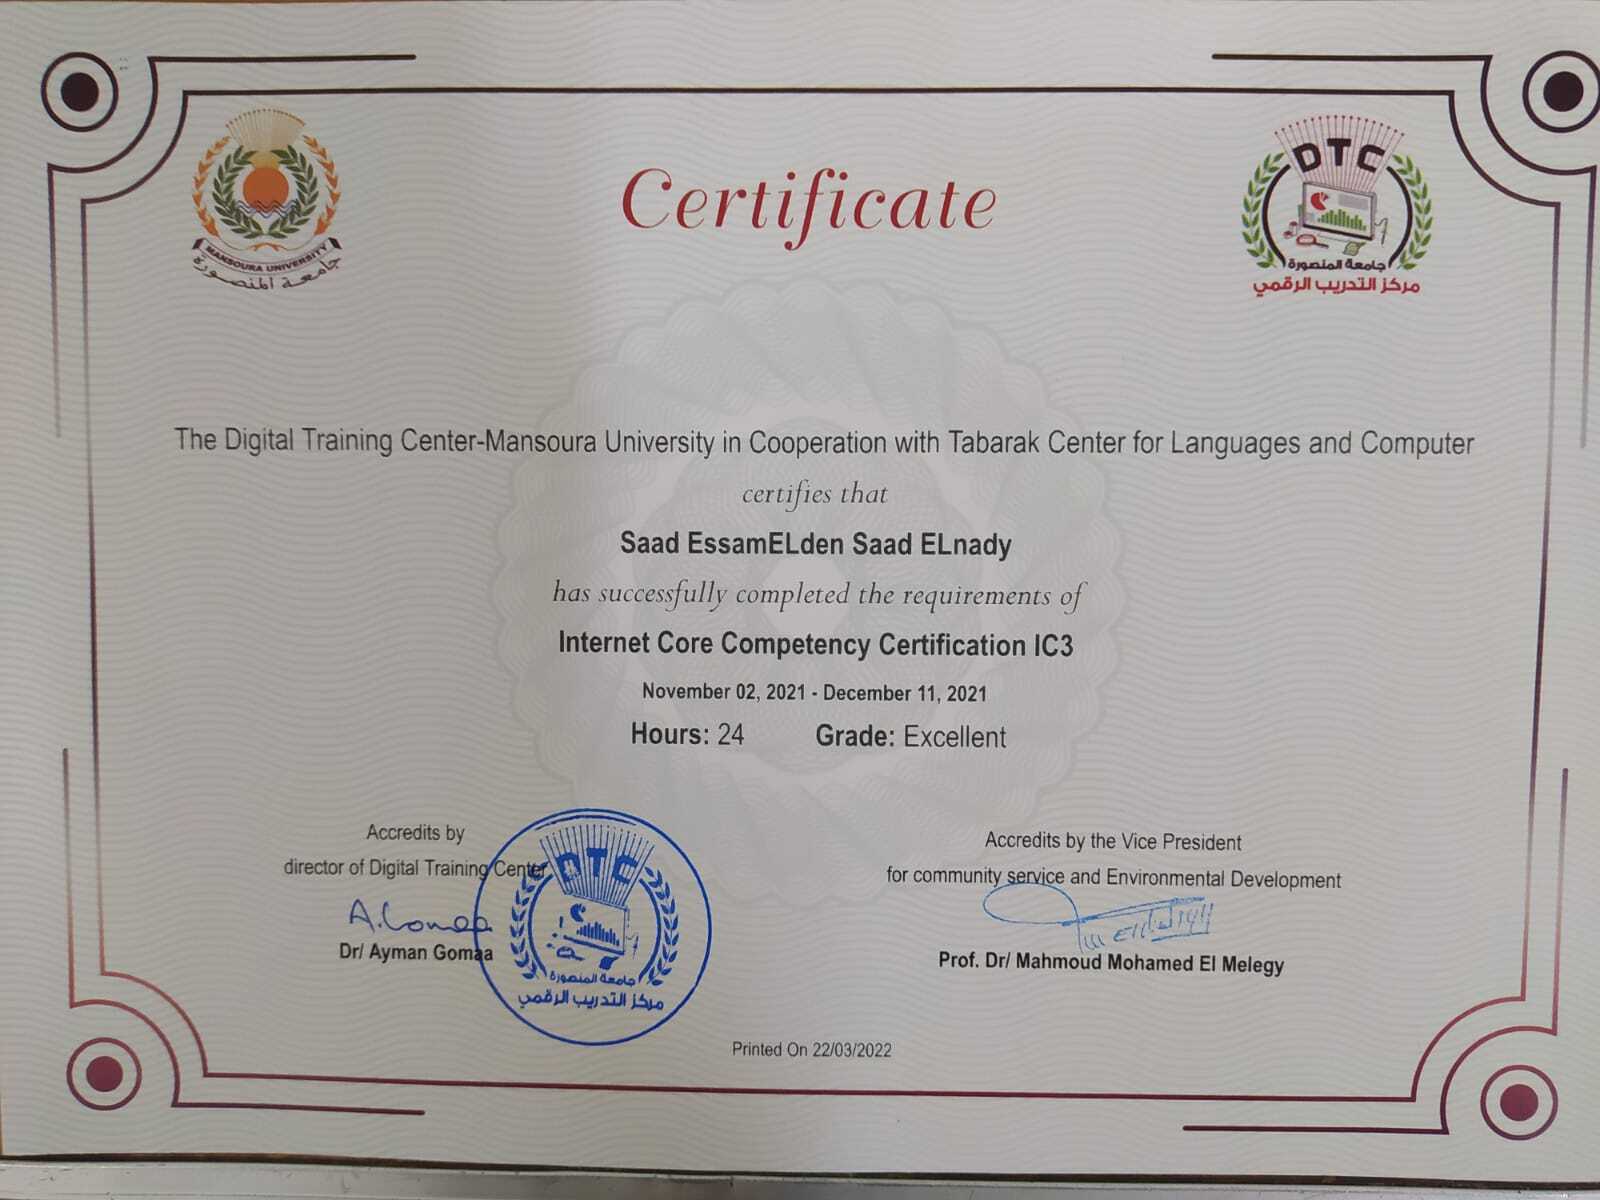 Certificate
MANSOURA UNIVERSITY
جامعة المنصورة
DTC
جامعة المنصورة
مركز التدريب الرقمي
The Digital Training Center-Mansoura University in Cooperation with Tabarak Center for Languages and Computer
certifies that
Saad EssamELden Saad ELnady
has successfully completed the requirements of
Internet Core Competency Certification IC3
November 02, 2021 - December 11, 2021
Hours: 24 Grade: Excellent
Accredits by
director of Digital Training Center
A. Gomaa
Dr/ Ayman Gomaa
DTC
جامعة المنصورة
مركز التدريب الرقمي
Accredits by the Vice President
for community service and Environmental Development
Prof. Dr/ Mahmoud Mohamed El Melegy
Printed On 22/03/2022